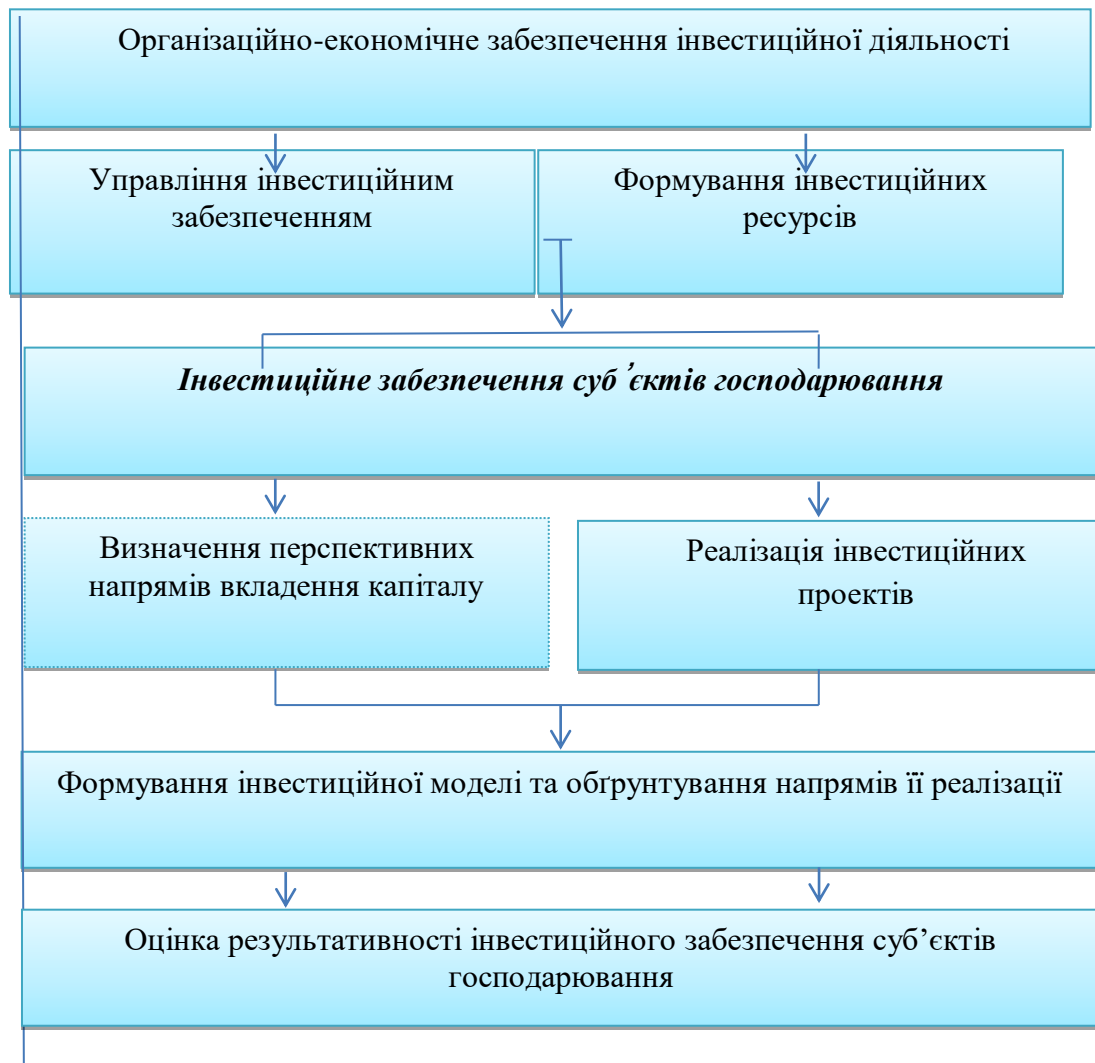 Організаційно-економічне забезпечення інвестиційної діяльності
Управління інвестиційним
забезпеченням
Формування інвестиційних
ресурсів
Інвестиційне забезпечення суб ’єктів господарювання
Визначення перспективних
напрямів вкладення капіталу
Реалізація інвестиційних
проектів
Формування інвестиційної моделі та обґрунтування напрямів її реалізації
Оцінка результативності інвестиційного забезпечення суб’єктів
господарювання